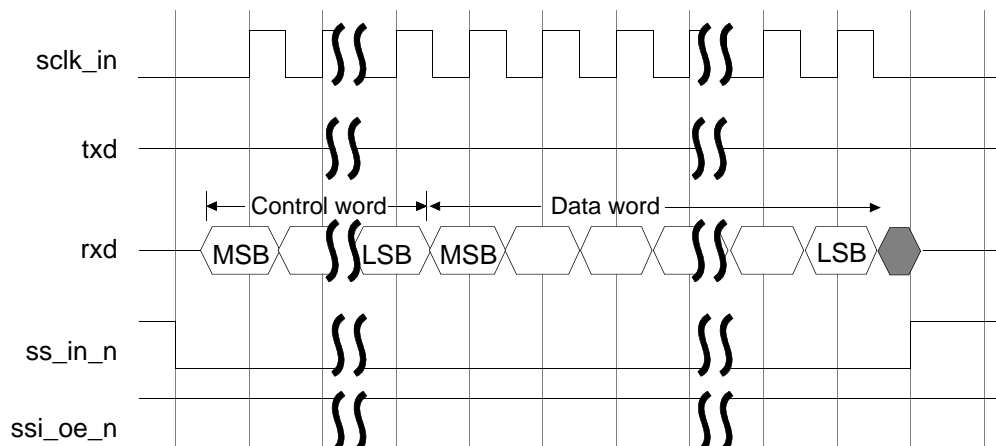 sclk_in
txd
Control word Data word
rxd MSB LSB MSB LSB
ss_in_n
ssi_oe_n